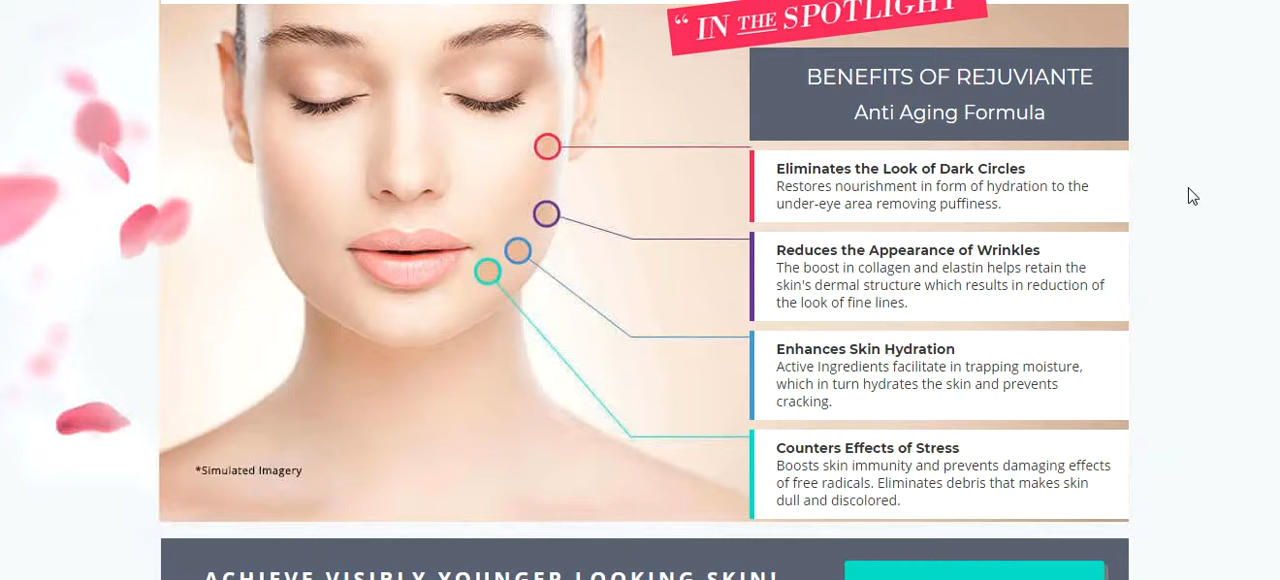 “ IN THE SPOTLIGHT
BENEFITS OF REJUVIANTE
Anti Aging Formula
Eliminates the Look of Dark Circles
Restores nourishment in form of hydration to the
under-eye area removing puffiness.
Reduces the Appearance of Wrinkles
The boost in collagen and elastin helps retain the
skin's dermal structure which results in reduction of
the look of fine lines.
Enhances Skin Hydration
Active Ingredients facilitate in trapping moisture,
which in turn hydrates the skin and prevents
cracking.
Counters Effects of Stress
Boosts skin immunity and prevents damaging effects
of free radicals. Eliminates debris that makes skin
dull and discolored.
*Simulated Imagery
ACHIEVE VISIBLY YOUNGER LOOKING SKIN!